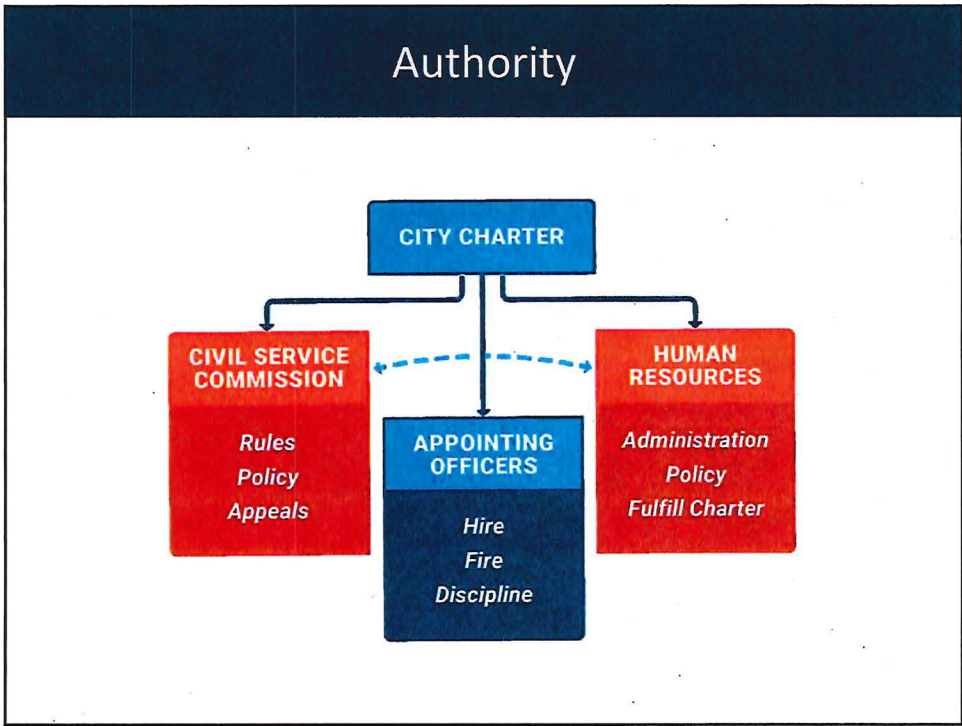 Authority
CITY CHARTER
CIVIL SERVICE
COMMISSION
Rules
Policy
Appeals
APPOINTING
OFFICERS
Hire
Fire
Discipline
HUMAN
RESOURCES
Administration
Policy
Fulfill Charter